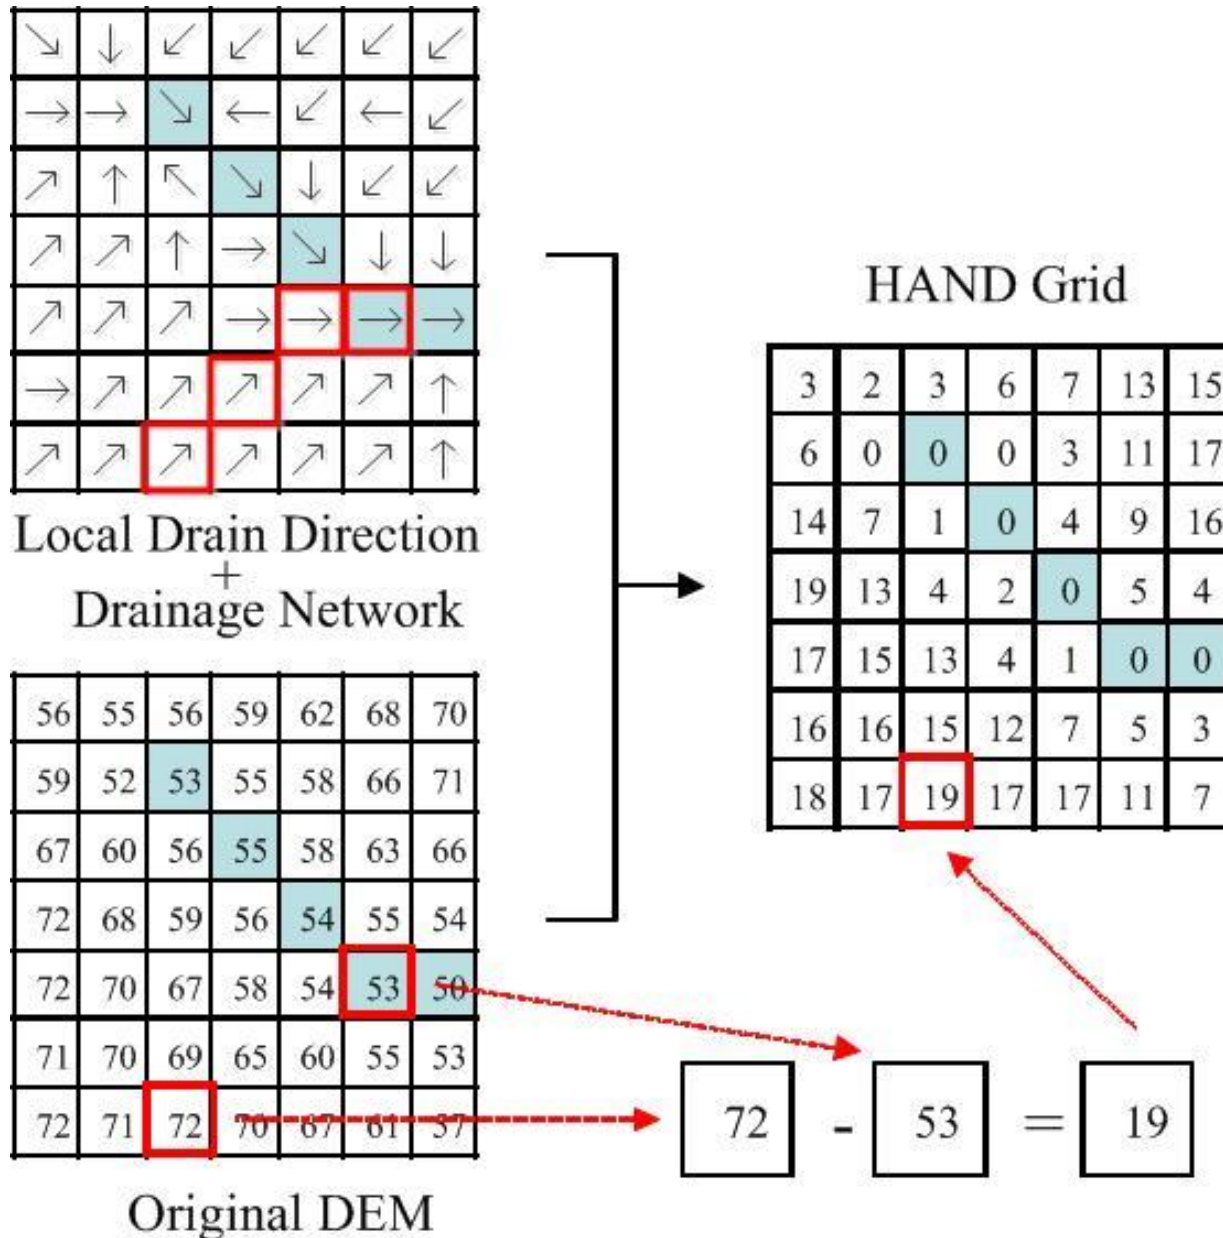 Local Drain Direction
+
Drainage Network
56 55 56 59 62 68 70
59 52 53 55 58 66 71
67 60 56 55 58 63 66
72 68 59 56 54 55 54
72 70 67 58 54 53 50
71 70 69 65 60 55 53
72 71 72 70 67 61 57
Original DEM
HAND Grid
3 2 3 6 7 13 15
6 0 0 0 3 11 17
14 7 1 0 4 9 16
19 13 4 2 0 5 4
17 15 13 4 1 0 0
16 16 15 12 7 5 3
18 17 19 17 17 11 7
72 - 53 = 19